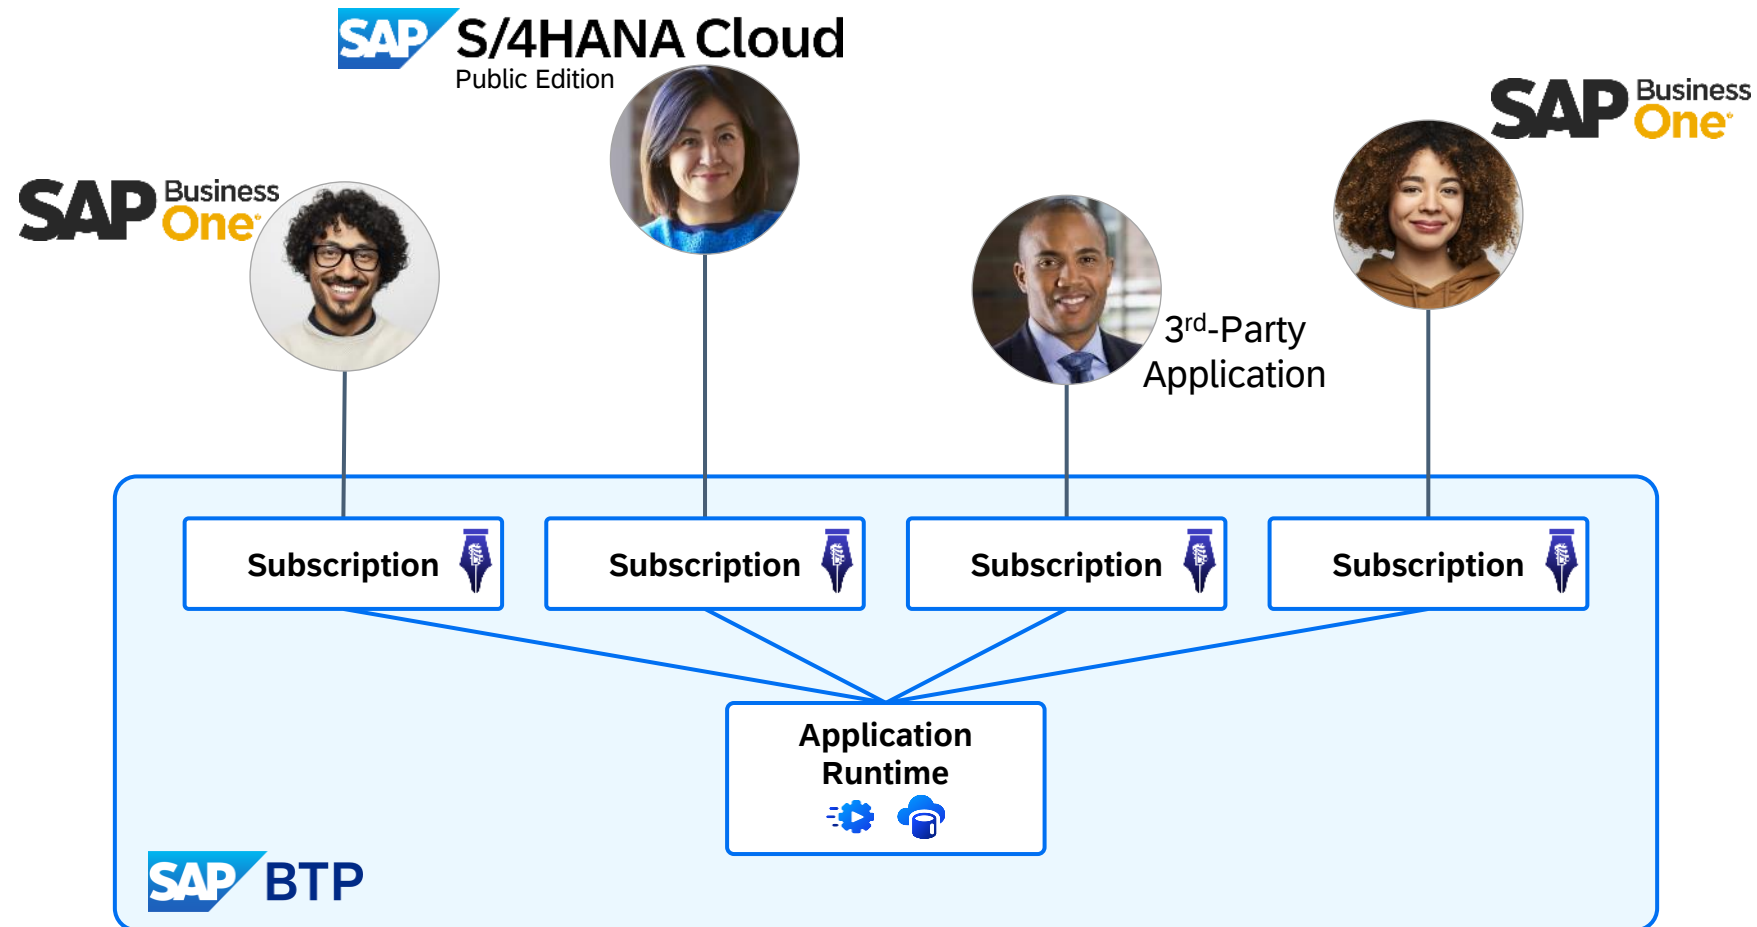 SAP S/4HANA Cloud
Public Edition
SAP Business
One
SAP Business
One
3rd-Party
Application
Subscription
Subscription
Subscription
Subscription
Application
Runtime
SAP BTP